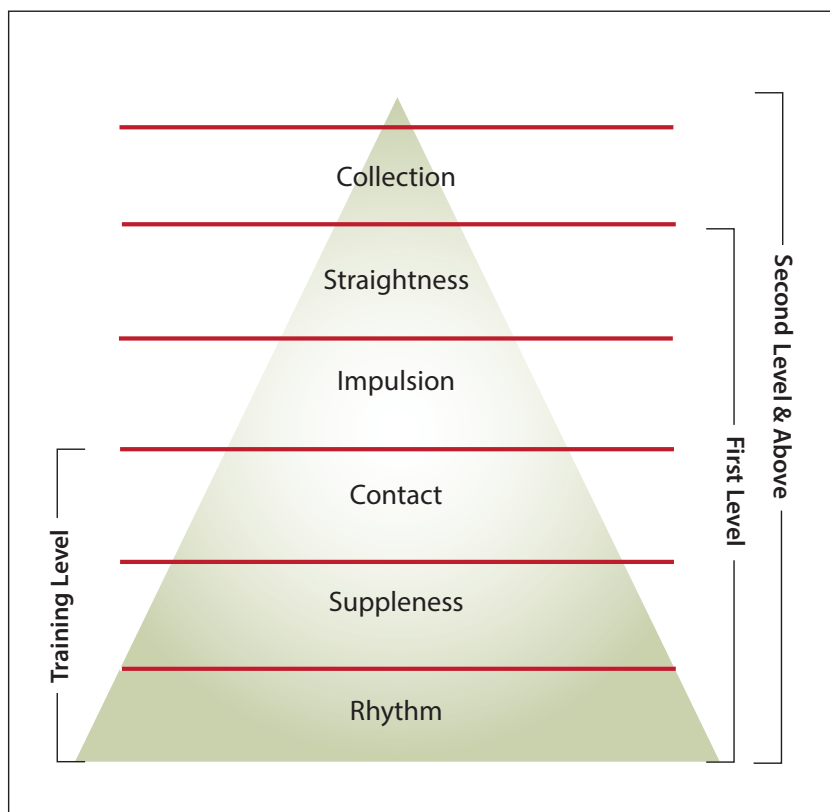 Collection
Straightness
Impulsion
Contact
Suppleness
Rhythm
Training Level
First Level
Second Level & Above